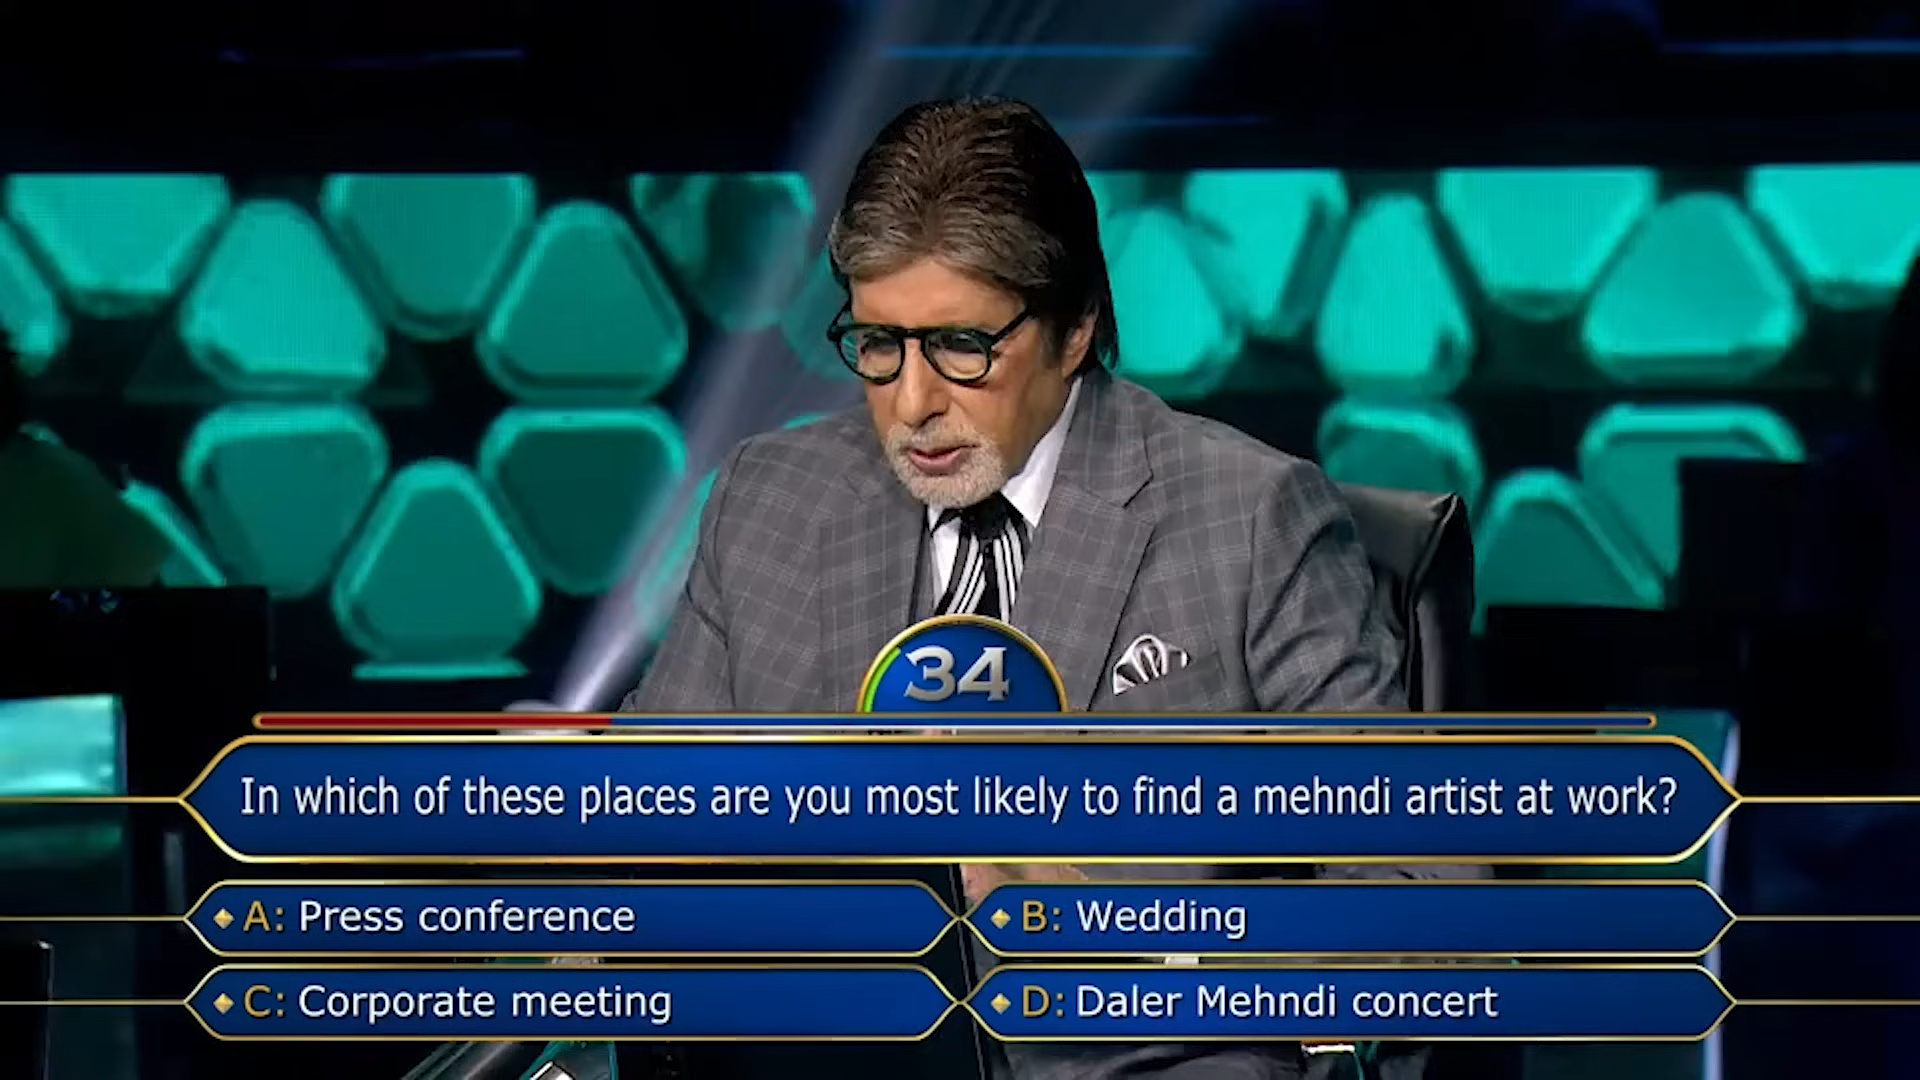 34
In which of these places are you most likely to find a mehndi artist at work?
A: Press conference
B: Wedding
C: Corporate meeting
D: Daler Mehndi concert